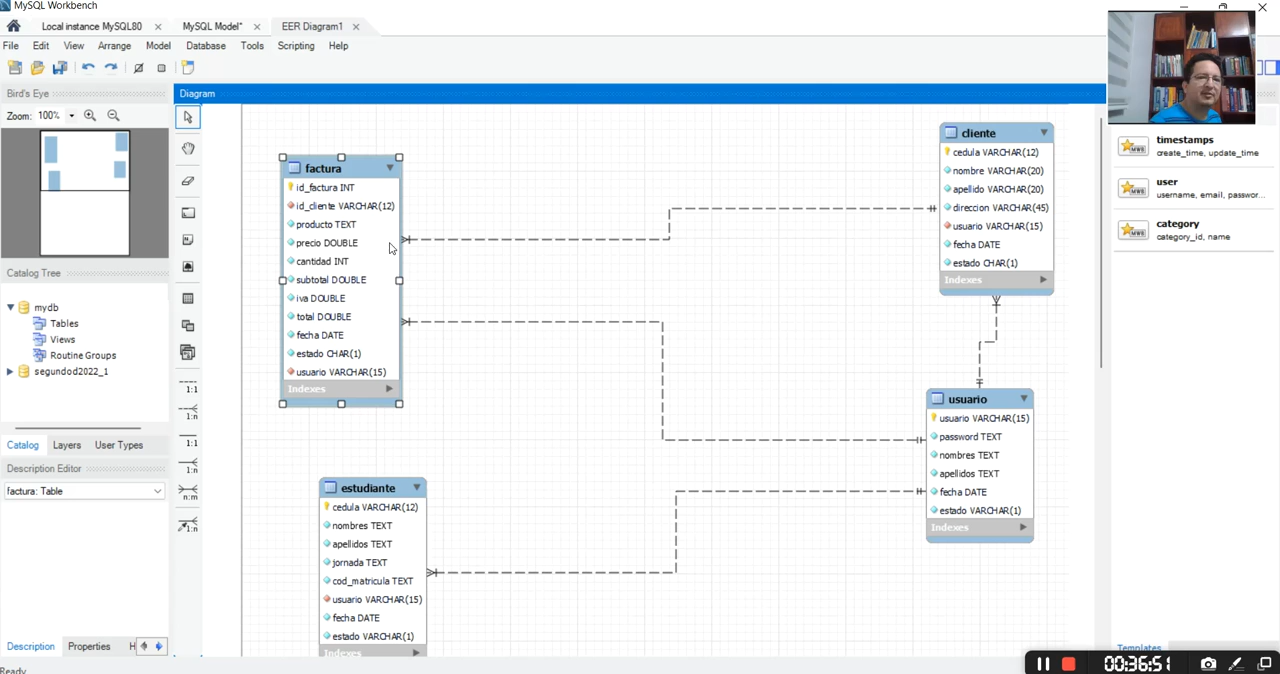 MySQL Workbench
Local instance MySQL80 × MySQL Model* × EER Diagram1 ×
File Edit View Arrange Model Database Tools Scripting Help
Bird's Eye
Diagram
Zoom: 100%
Catalog Tree
mydb
Tables
Views
Routine Groups
segundod2022_1
Catalog Layers User Types
Description Editor
factura: Table
Description Properties H
Ready
1:1
1:n
1:1
1:n
n:m
1:n
factura
id_factura INT
id_cliente VARCHAR(12)
producto TEXT
precio DOUBLE
cantidad INT
subtotal DOUBLE
iva DOUBLE
total DOUBLE
fecha DATE
estado CHAR(1)
usuario VARCHAR(15)
Indexes
estudiante
cedula VARCHAR(12)
nombres TEXT
apellidos TEXT
jornada TEXT
cod_matricula TEXT
usuario VARCHAR(15)
fecha DATE
estado VARCHAR(1)
Indexes
cliente
cedula VARCHAR(12)
nombre VARCHAR(20)
apellido VARCHAR(20)
direccion VARCHAR(45)
usuario VARCHAR(15)
fecha DATE
estado CHAR(1)
Indexes
usuario
usuario VARCHAR(15)
password TEXT
nombres TEXT
apellidos TEXT
fecha DATE
estado VARCHAR(1)
Indexes
timestamps
create_time, update_time
user
username, email, passwor...
category
category_id, name
Templates
00:36:51